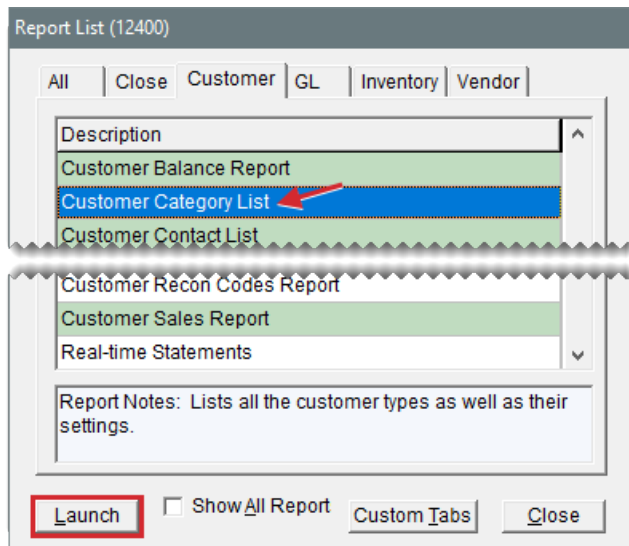 Report List (12400)
All Close Customer GL Inventory Vendor
Description
Customer Balance Report
Customer Category List
Customer Contact List
Customer Recon Codes Report
Customer Sales Report
Real-time Statements
Report Notes: Lists all the customer types as well as their
settings.
Launch Show All Report Custom Tabs Close